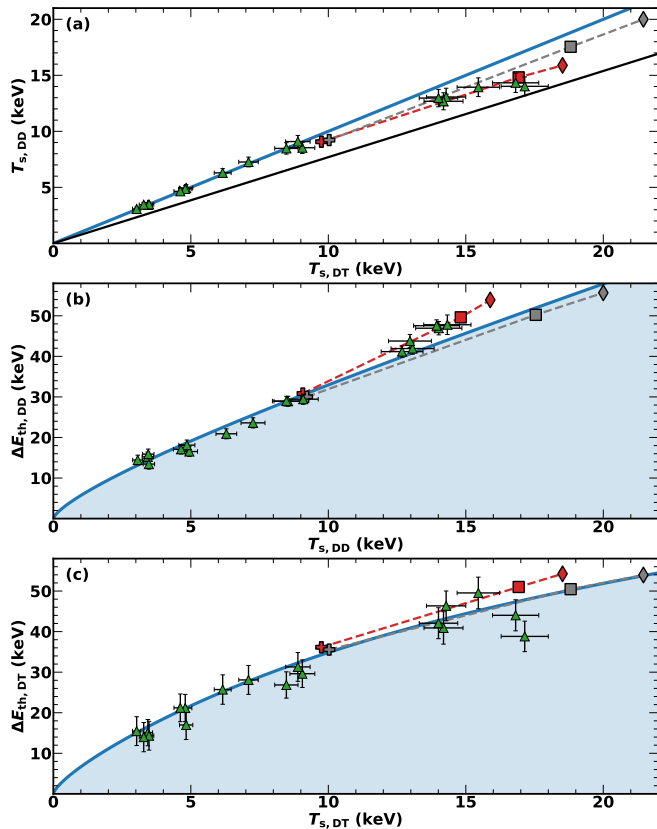 (a)
20
15
10
5
T_s, DD (keV)
0 5 10 15 20
T_s, DT (keV)
(b)
50
40
30
20
10
ΔE_th, DD (keV)
0 5 10 15 20
T_s, DD (keV)
(c)
50
40
30
20
10
ΔE_th, DT (keV)
0 5 10 15 20
T_s, DT (keV)